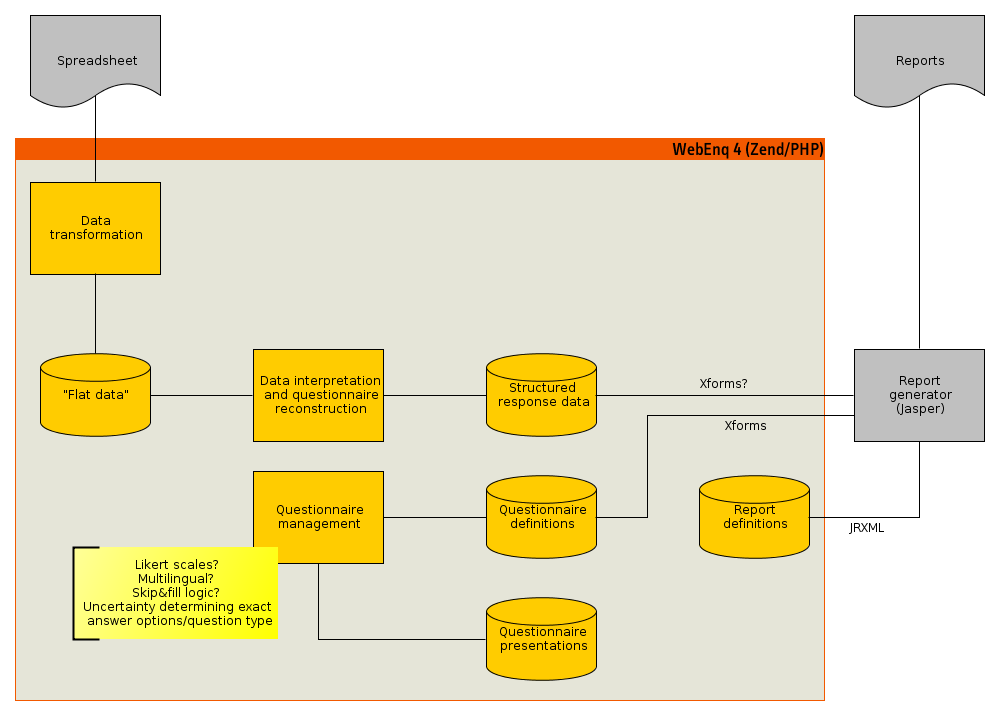 Spreadsheet
Reports
WebEnq 4 (Zend/PHP)
Data
transformation
"Flat data"
Data interpretation
and questionnaire
reconstruction
Structured
response data
Xforms?
Xforms
Report
generator
(Jasper)
Questionnaire
management
Questionnaire
definitions
Report
definitions
JRXML
Likert scales?
Multilingual?
Skip&fill logic?
Uncertainty determining exact
answer options/question type
Questionnaire
presentations